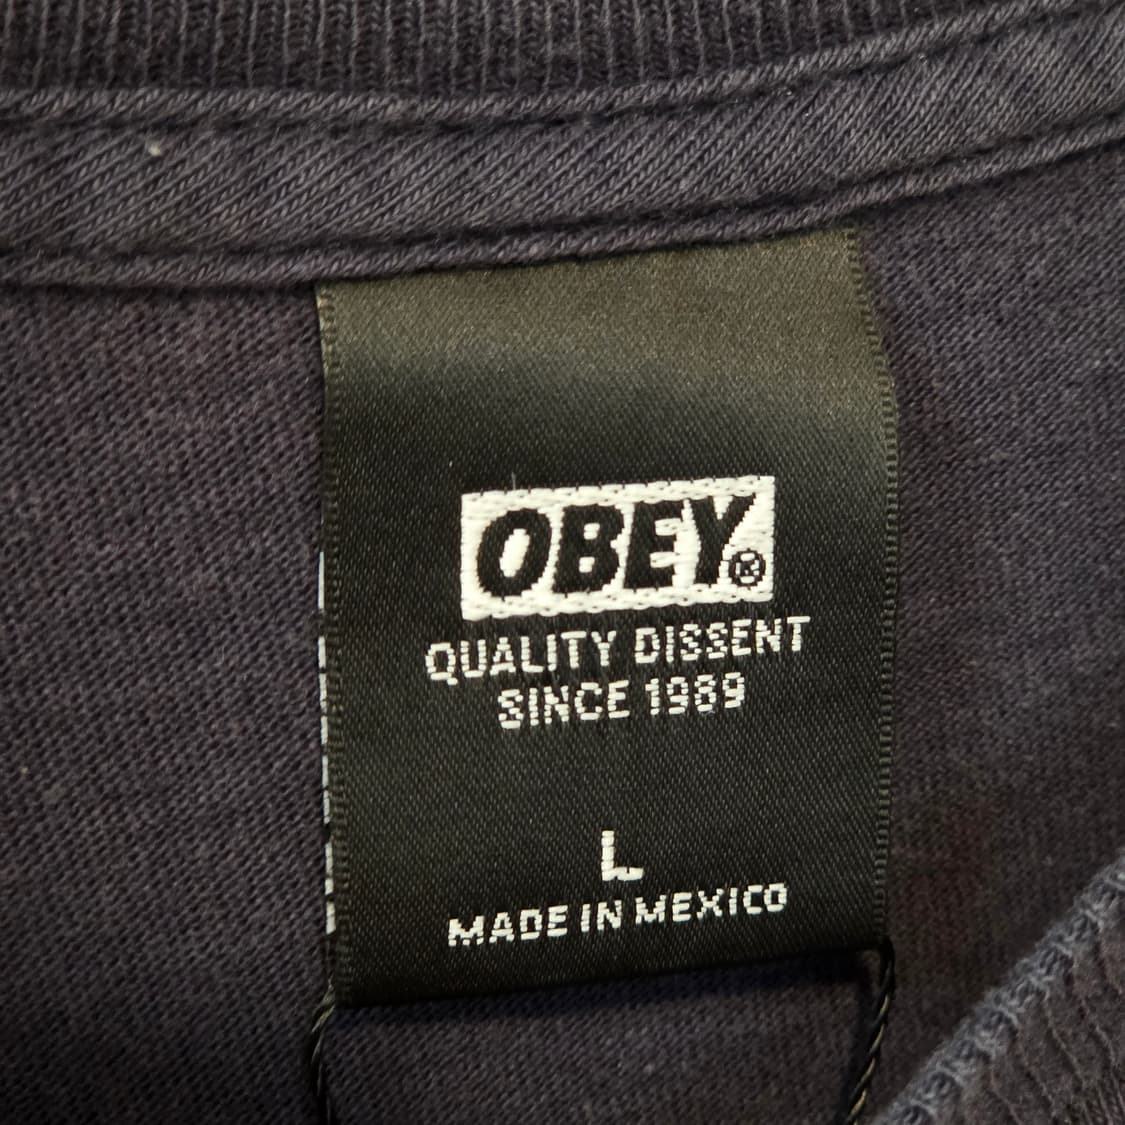 OBEY®
QUALITY DISSENT
SINCE 1989
L
MADE IN MEXICO